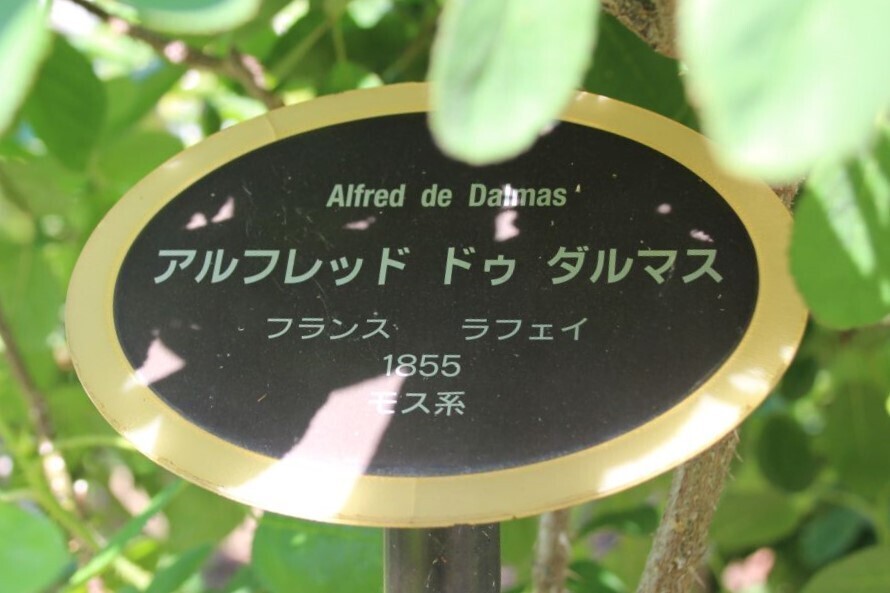 Alfred de Dalmas
アルフレッド ドゥ ダルマス
フランス ラフェイ
1855
モス系